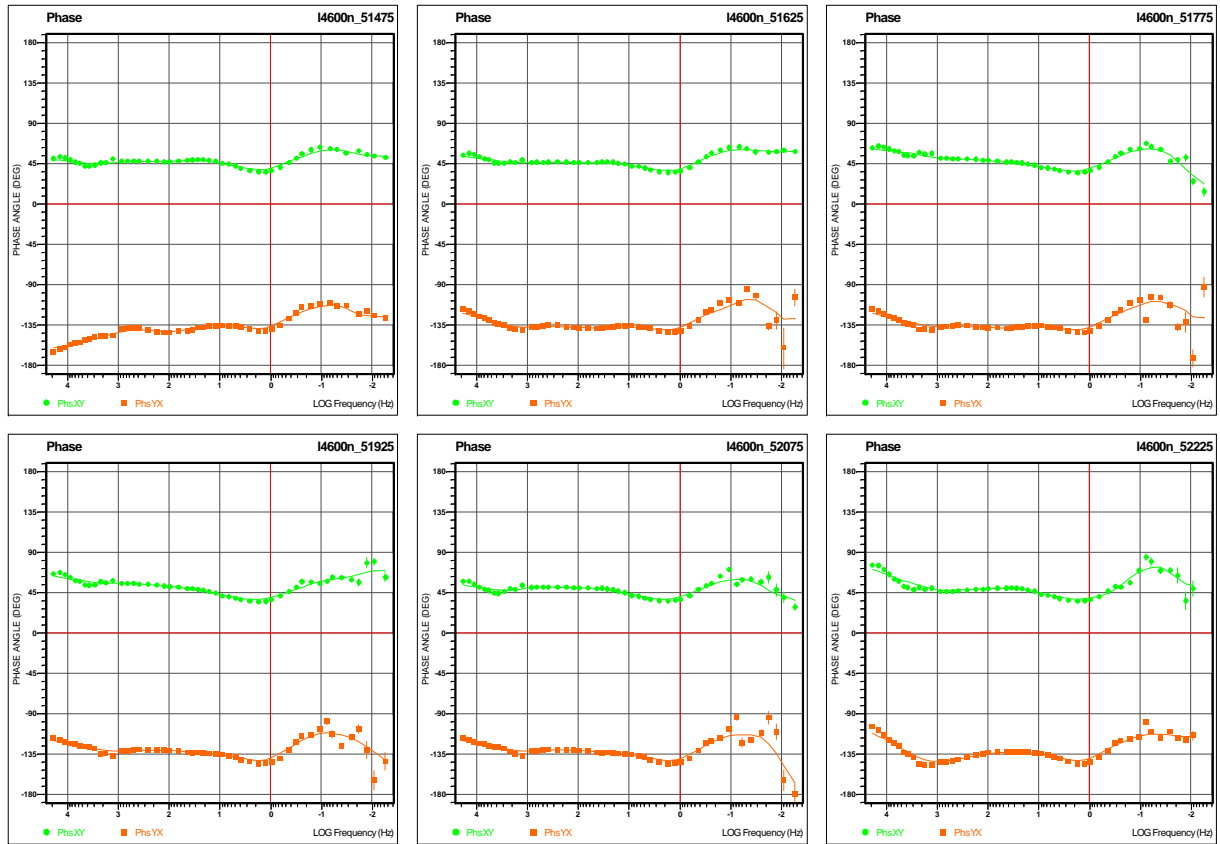 Phase l4600n_51475
180
135
90
45
0
-45
-90
-135
-180
PHASE ANGLE (DEG)
4 3 2 1 0 -1 -2
PhsXY PhsYX LOG Frequency (Hz)
Phase l4600n_51625
180
135
90
45
0
-45
-90
-135
-180
PHASE ANGLE (DEG)
4 3 2 1 0 -1 -2
PhsXY PhsYX LOG Frequency (Hz)
Phase l4600n_51775
180
135
90
45
0
-45
-90
-135
-180
PHASE ANGLE (DEG)
4 3 2 1 0 -1 -2
PhsXY PhsYX LOG Frequency (Hz)
Phase l4600n_51925
180
135
90
45
0
-45
-90
-135
-180
PHASE ANGLE (DEG)
4 3 2 1 0 -1 -2
PhsXY PhsYX LOG Frequency (Hz)
Phase l4600n_52075
180
135
90
45
0
-45
-90
-135
-180
PHASE ANGLE (DEG)
4 3 2 1 0 -1 -2
PhsXY PhsYX LOG Frequency (Hz)
Phase l4600n_52225
180
135
90
45
0
-45
-90
-135
-180
PHASE ANGLE (DEG)
4 3 2 1 0 -1 -2
PhsXY PhsYX LOG Frequency (Hz)